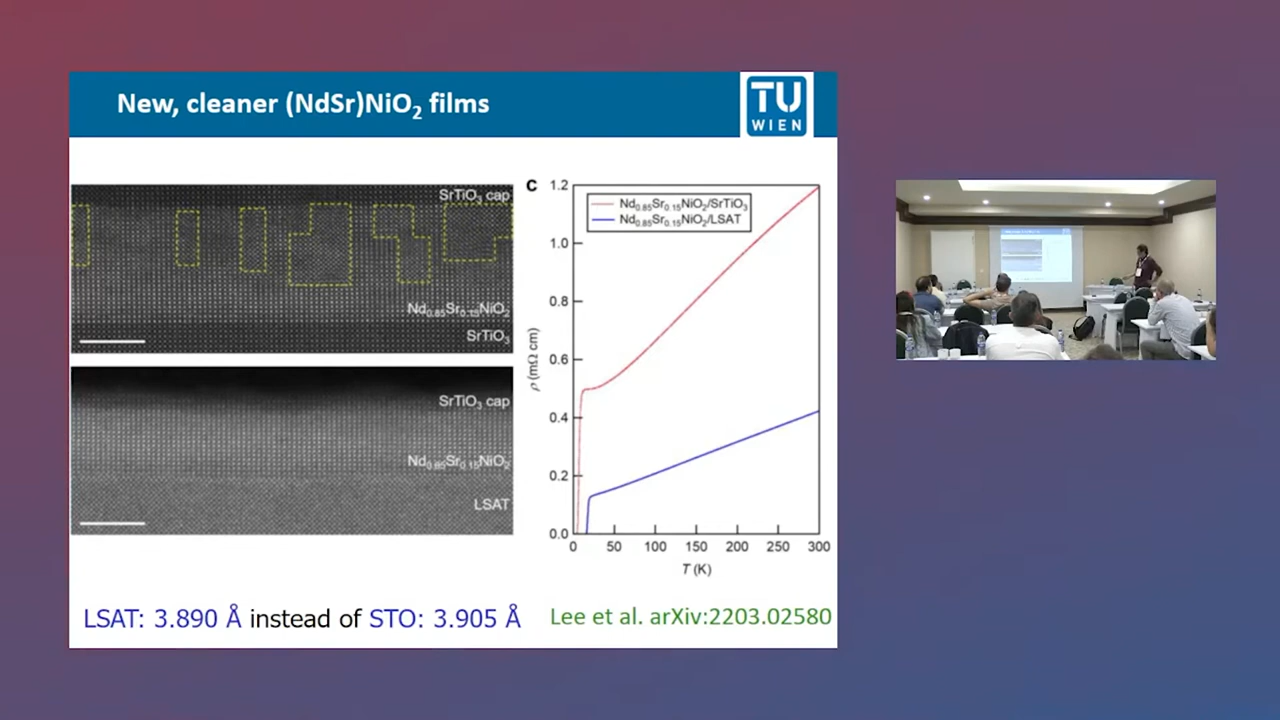 New, cleaner (NdSr)NiO₂ films
TU
WIEN
SrTiO₃ cap
Nd₀.₈₅Sr₀.₁₅NiO₂
SrTiO₃
SrTiO₃ cap
Nd₀.₈₅Sr₀.₁₅NiO₂
LSAT
C
Nd₀.₈₅Sr₀.₁₅NiO₂/SrTiO₃
Nd₀.₈₅Sr₀.₁₅NiO₂/LSAT
1.2
1.0
0.8
0.6
0.4
0.2
0.0
ρ (mΩ cm)
0 50 100 150 200 250 300
T (K)
LSAT: 3.890 Å instead of STO: 3.905 Å
Lee et al. arXiv:2203.02580